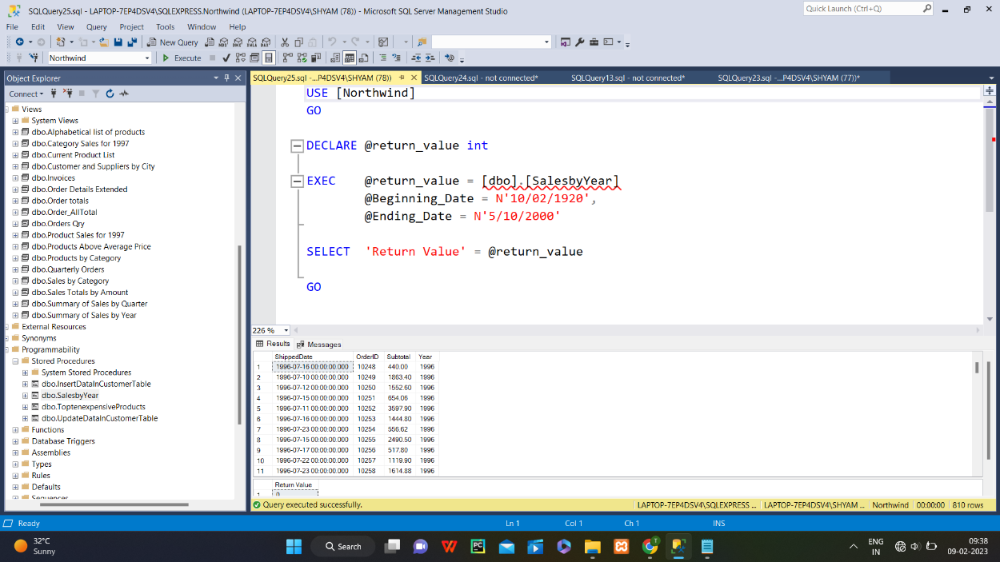 SQLQuery25.sql - LAPTOP-7EP4DSV4\SQLEXPRESS.Northwind (LAPTOP-7EP4DSV4\SHYAM (78)) - Microsoft SQL Server Management Studio
Quick Launch (Ctrl+Q)
File Edit View Query Project Tools Window Help
New Query
Northwind Execute
Object Explorer
Connect
SQLQuery25.sql -...P4DSV4\SHYAM (78)) SQLQuery24.sql - not connected* SQLQuery13.sql - not connected* SQLQuery23.sql -...P4DSV4\SHYAM (77))*
Views
System Views
dbo.Alphabetical list of products
dbo.Category Sales for 1997
dbo.Current Product List
dbo.Customer and Suppliers by City
dbo.Invoices
dbo.Order Details Extended
dbo.Order totals
dbo.Order_AllTotal
dbo.Orders Qry
dbo.Product Sales for 1997
dbo.Products Above Average Price
dbo.Products by Category
dbo.Quarterly Orders
dbo.Sales by Category
dbo.Sales Totals by Amount
dbo.Summary of Sales by Quarter
dbo.Summary of Sales by Year
External Resources
Synonyms
Programmability
Stored Procedures
System Stored Procedures
dbo.InsertDataInCustomerTable
dbo.SalesbyYear
dbo.ToptenexpensiveProducts
dbo.UpdateDataInCustomerTable
Functions
Database Triggers
Assemblies
Types
Rules
Defaults
Sequences
USE [Northwind]
GO
DECLARE @return_value int
EXEC @return_value = [dbo].[SalesbyYear]
@Beginning_Date = N'10/02/1920',
@Ending_Date = N'5/10/2000'
SELECT 'Return Value' = @return_value
GO
226 %
Results Messages
ShippedDate OrderID Subtotal Year
1 1996-07-16 00:00:00.000 10248 440.00 1996
2 1996-07-10 00:00:00.000 10249 1863.40 1996
3 1996-07-12 00:00:00.000 10250 1552.60 1996
4 1996-07-15 00:00:00.000 10251 654.06 1996
5 1996-07-11 00:00:00.000 10252 3597.90 1996
6 1996-07-16 00:00:00.000 10253 1444.80 1996
7 1996-07-23 00:00:00.000 10254 556.62 1996
8 1996-07-15 00:00:00.000 10255 2490.50 1996
9 1996-07-17 00:00:00.000 10256 517.80 1996
10 1996-07-22 00:00:00.000 10257 1119.90 1996
11 1996-07-23 00:00:00.000 10258 1614.88 1996
Return Value
1 0
Query executed successfully. LAPTOP-7EP4DSV4\SQLEXPRESS ... LAPTOP-7EP4DSV4\SHYAM ... Northwind 00:00:00 810 rows
Ready Ln 1 Col 1 Ch 1 INS
32°C
Sunny
Search
ENG
IN
09:38
09-02-2023